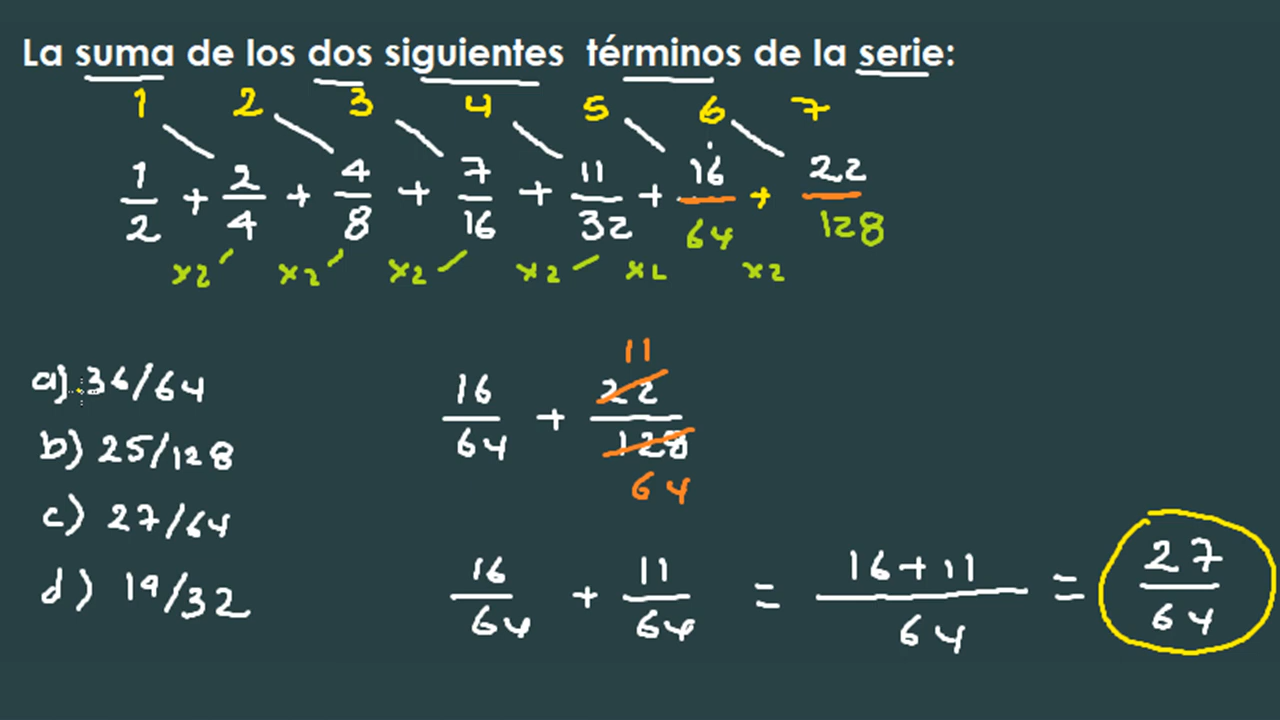 La suma de los dos siguientes términos de la serie:
1 2 3 4 5 6 7
1/2 + 2/4 + 4/8 + 7/16 + 11/32 + 16/64 + 22/128
x2 x2 x2 x2 x2 x2
a) 36/64
b) 25/128
c) 27/64
d) 19/32
11
16/64 + 22/128
64
16/64 + 11/64 = 16+11/64 = 27/64